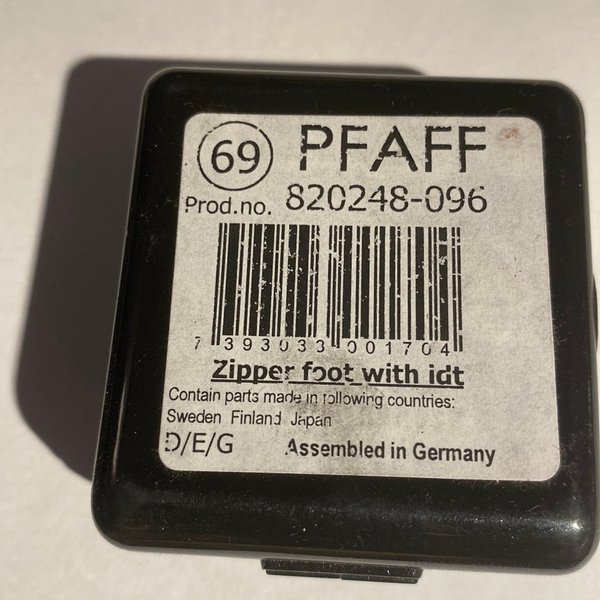 69 PFAFF
Prod.no. 820248-096
7 393033 001704
Zipper foot with idt
Contain parts made in following countries:
Sweden Finland Japan
D/E/G Assembled in Germany